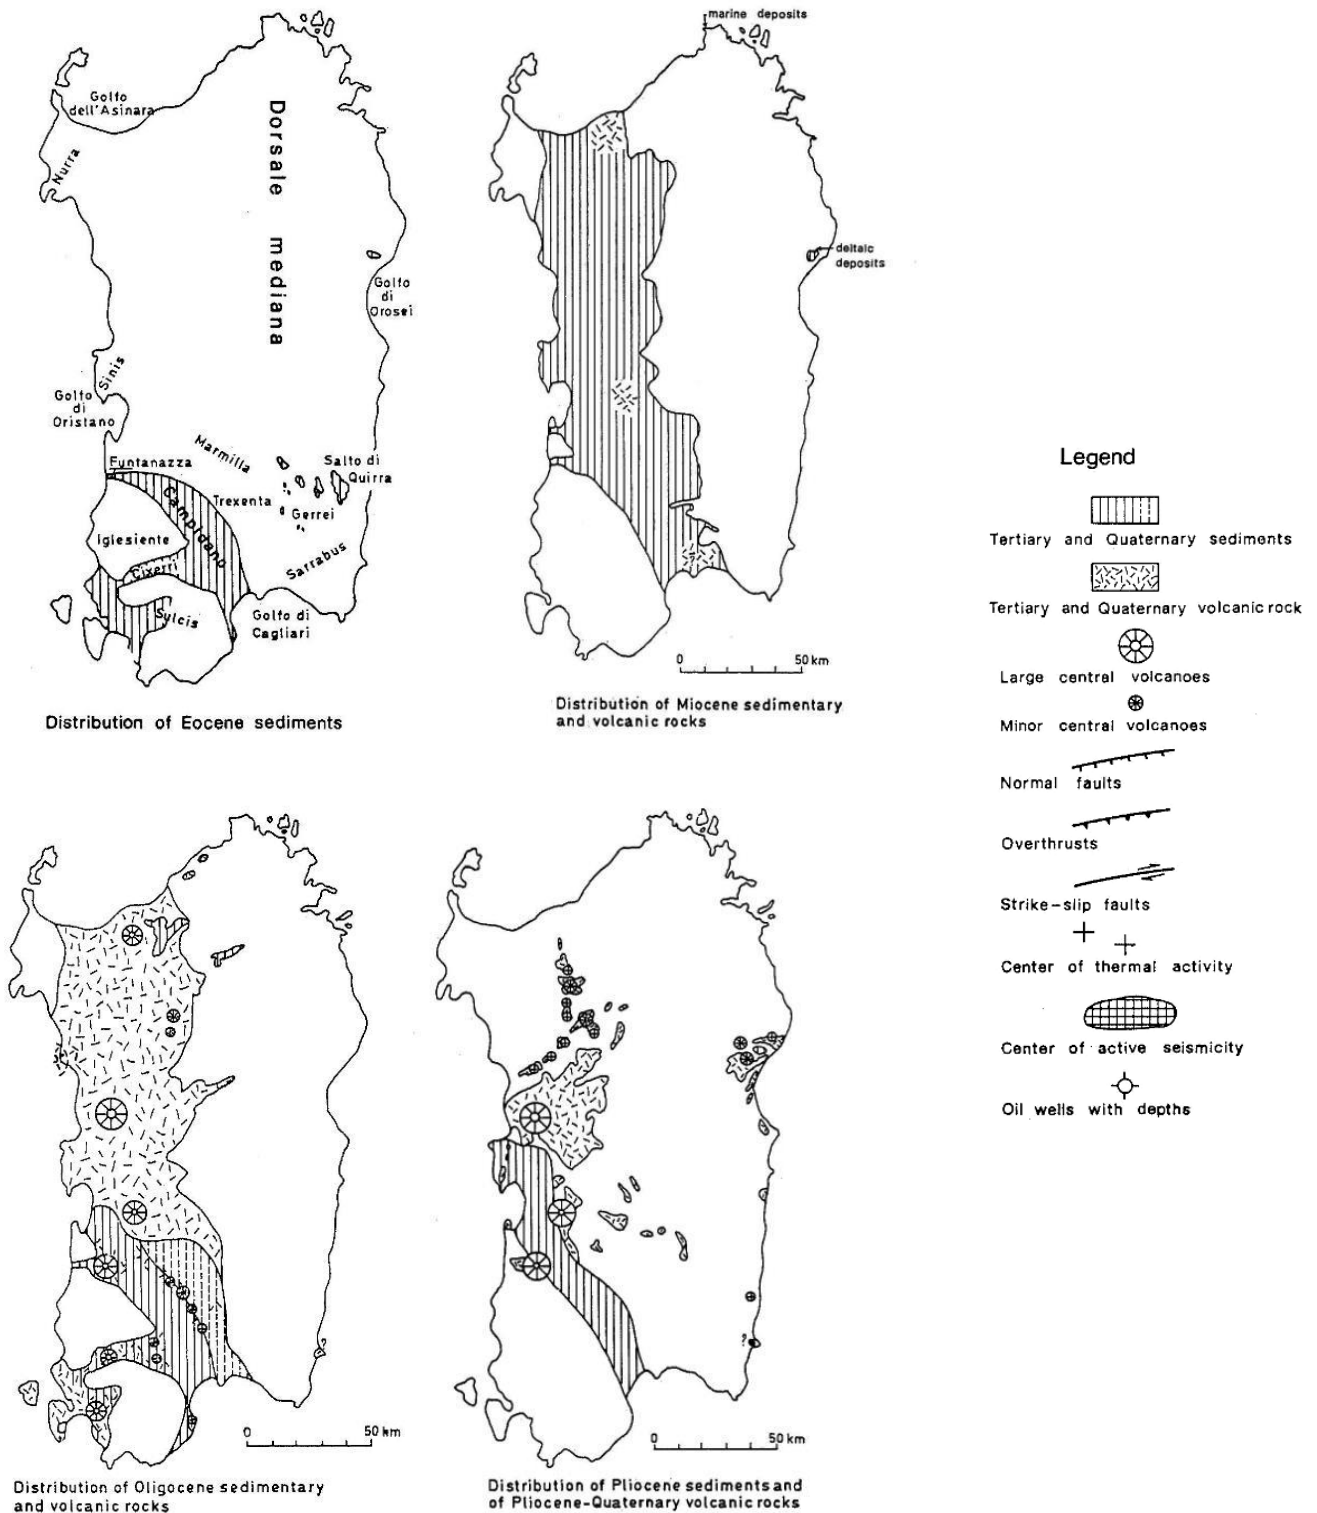 Golfo
dell'Asinara
Nurra
Dorsale mediana
Golfo
di
Orosei
Sinis
Golfo
di
Oristano
Marmilla
Funtanazza
Salto di
Quirra
Campidano
Trexenta
Gerrei
Iglesiente
Cixerri
Sarrabus
Sulcis
Golfo di
Cagliari
Distribution of Eocene sediments
marine deposits
deltaic
deposits
0 50 km
Distribution of Miocene sedimentary
and volcanic rocks
Legend
Tertiary and Quaternary sediments
Tertiary and Quaternary volcanic rock
Large central volcanoes
Minor central volcanoes
Normal faults
Overthrusts
Strike-slip faults
Center of thermal activity
Center of active seismicity
Oil wells with depths
0 50 km
Distribution of Oligocene sedimentary
and volcanic rocks
?
0 50 km
Distribution of Pliocene sediments and
of Pliocene-Quaternary volcanic rocks